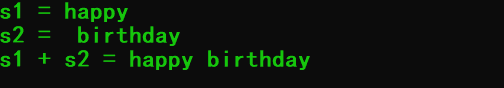 s1 = happy
s2 =  birthday
s1 + s2 = happy birthday